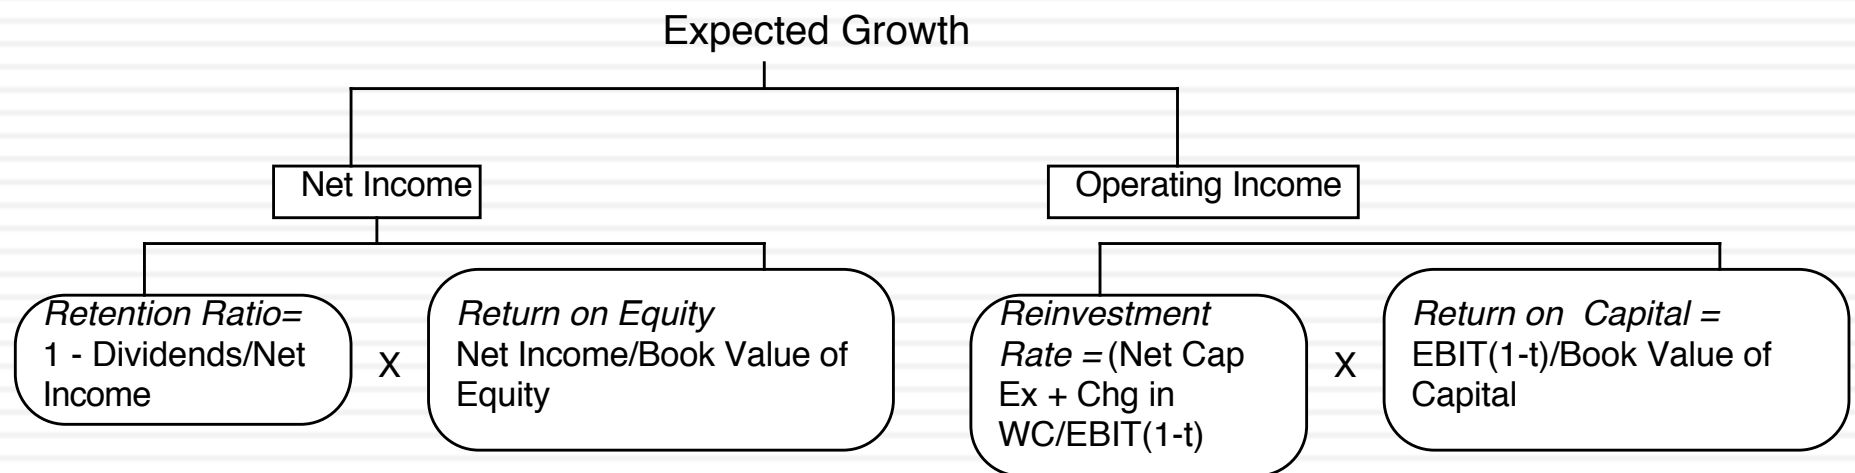 Expected Growth
Net Income
Operating Income
Retention Ratio=
1 - Dividends/Net
Income
X
Return on Equity
Net Income/Book Value of
Equity
Reinvestment
Rate = (Net Cap
Ex + Chg in
WC/EBIT(1-t)
X
Return on  Capital =
EBIT(1-t)/Book Value of
Capital